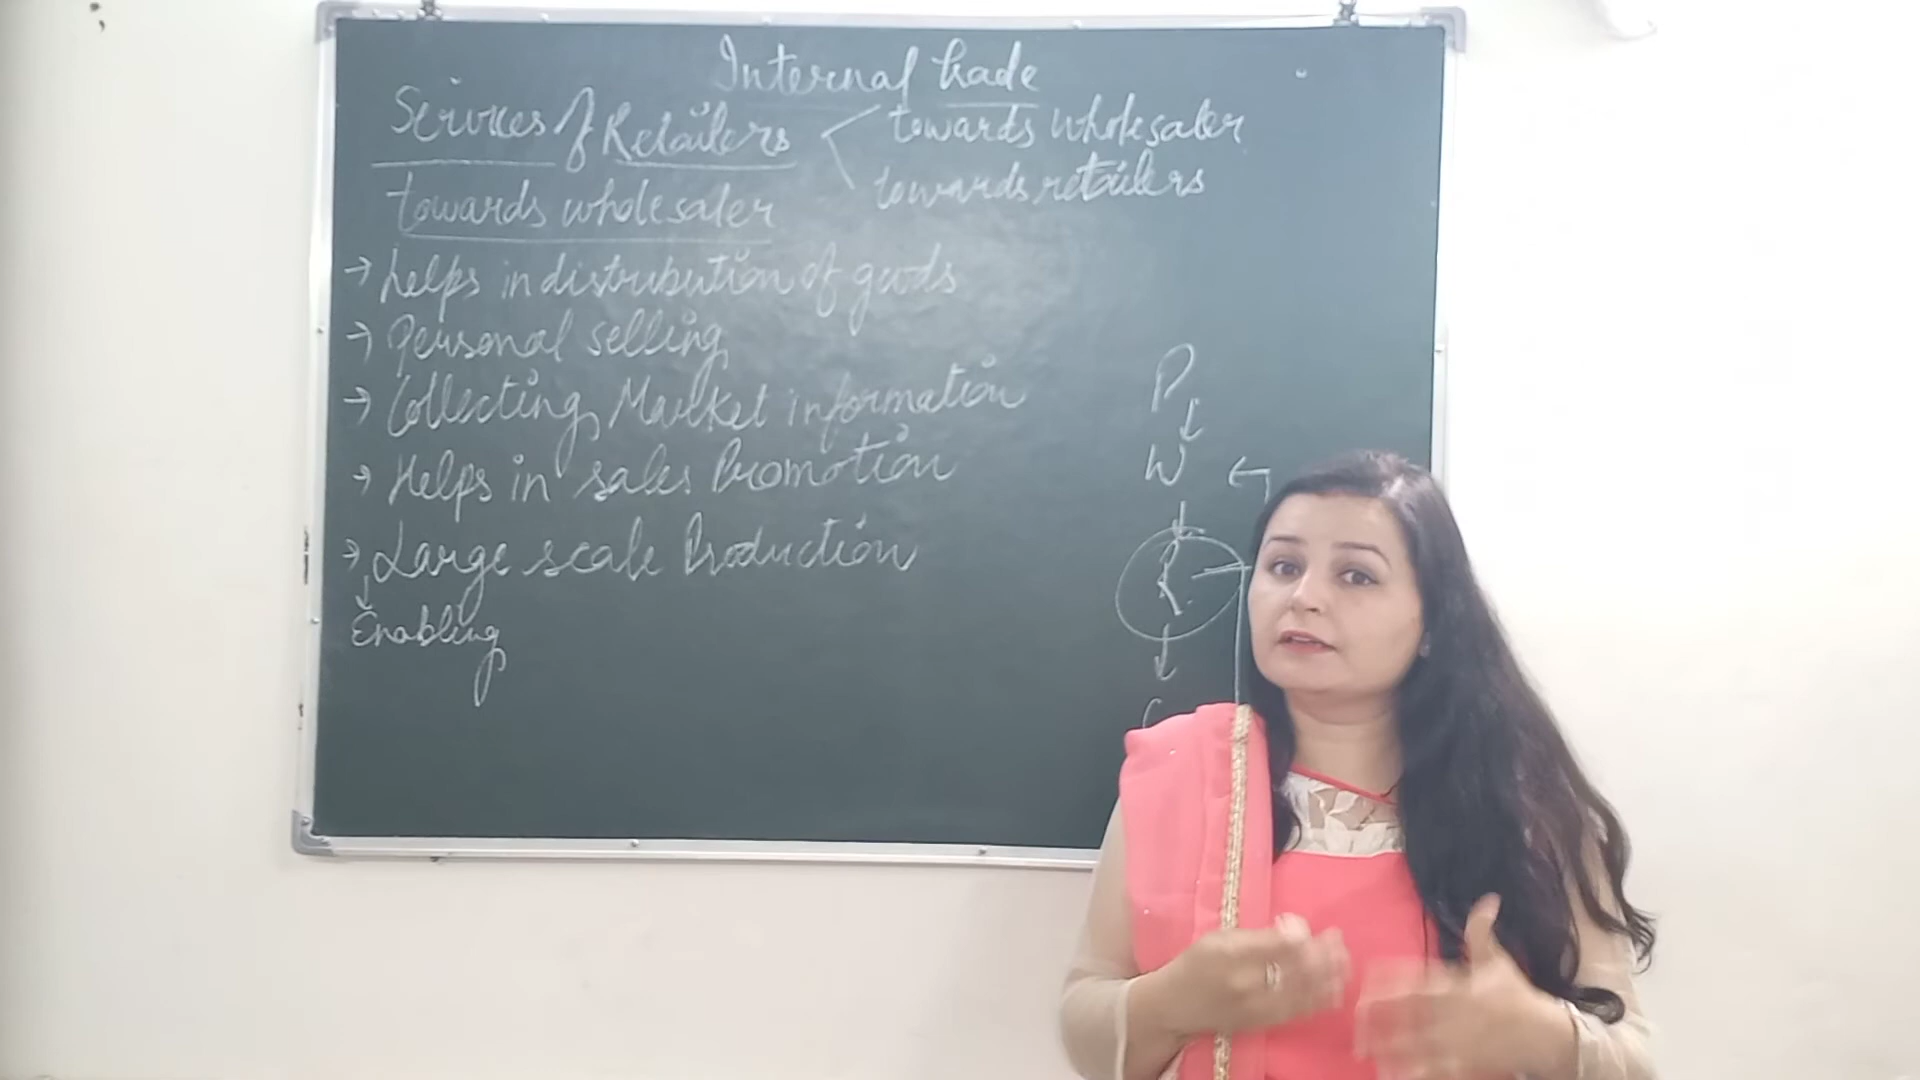 Internal trade
Services of Retailers
towards wholesaler
towards retailers
towards wholesaler
→ helps in distribution of goods
→ Personal selling
→ Collecting Market information
→ Helps in sales Promotion
→ Large scale Production
Enabling
P
↓
W
↓
R
↓